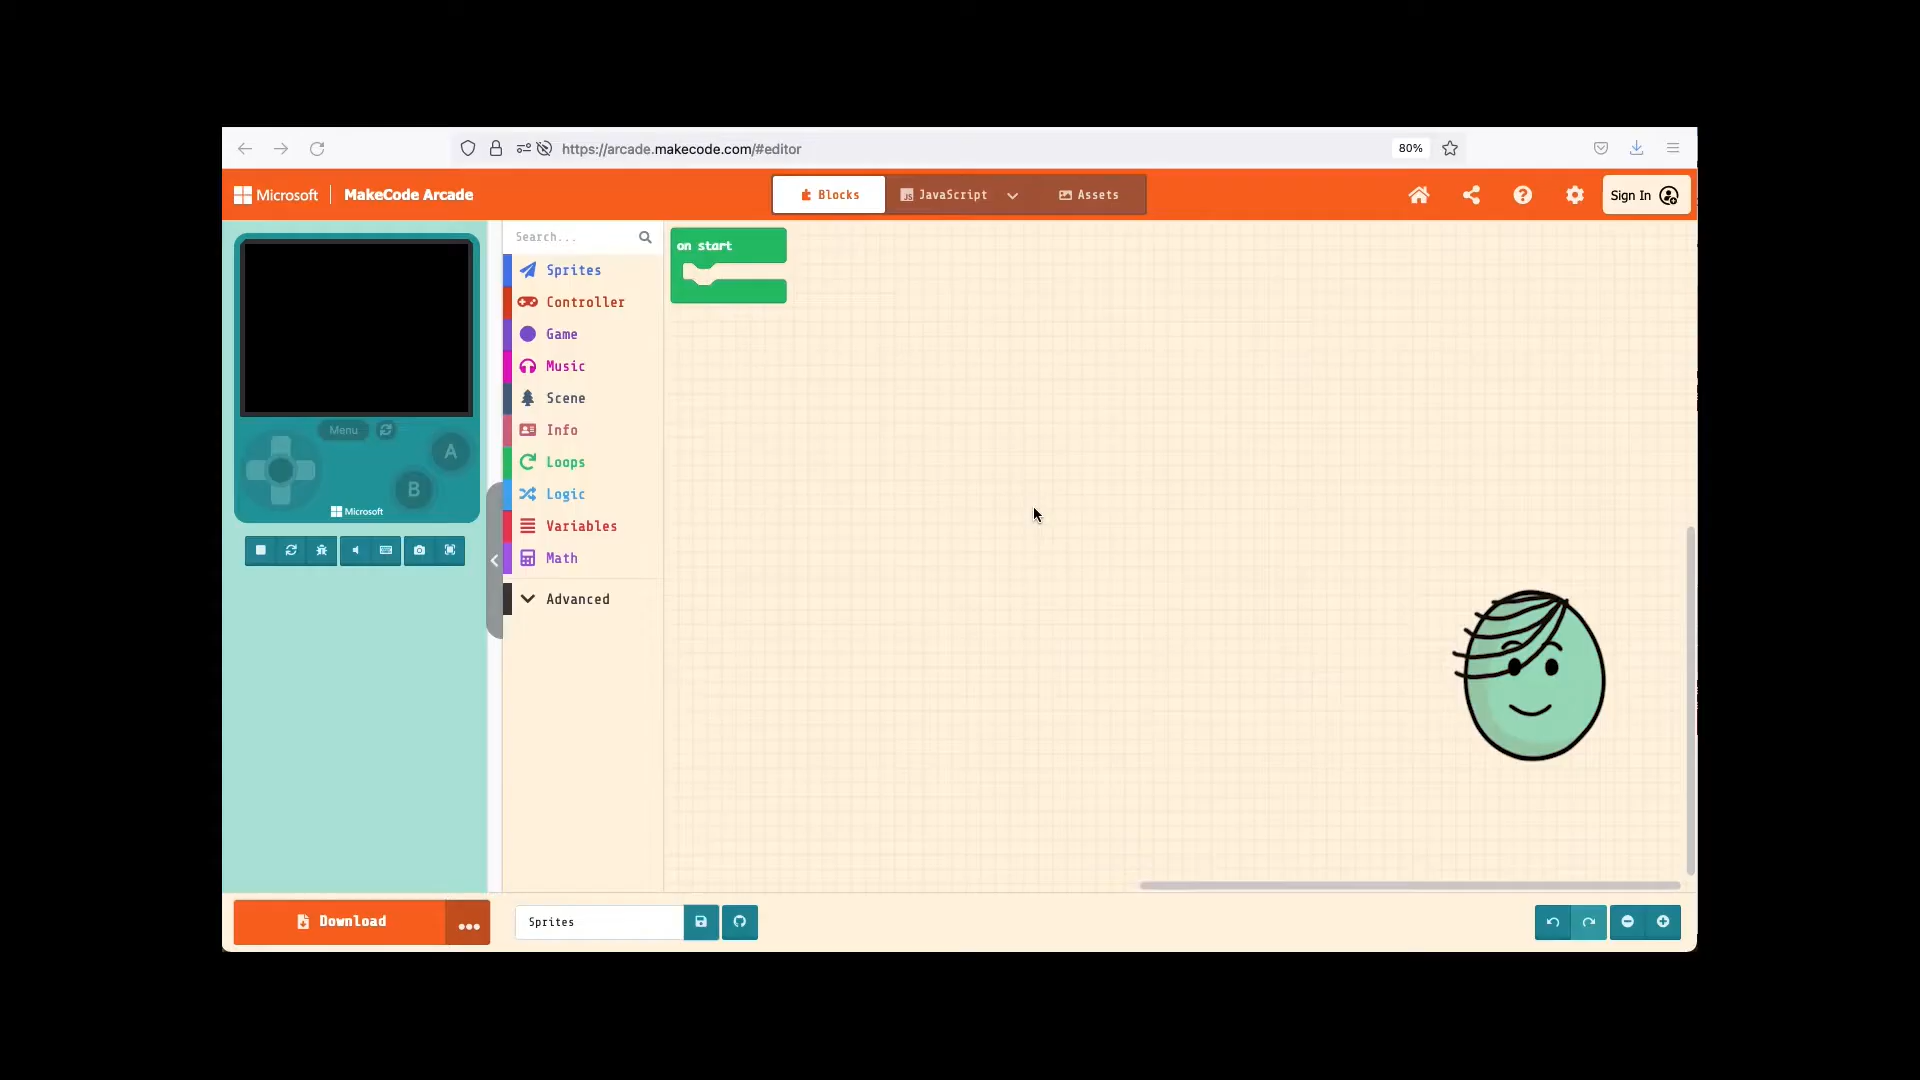 https://arcade.makecode.com/#editor
80%
Microsoft
MakeCode Arcade
Blocks
JavaScript
Assets
Sign In
Search...
on start
Sprites
Controller
Game
Music
Scene
Info
Loops
Logic
Variables
Math
Advanced
Menu
A
B
Microsoft
Download
Sprites